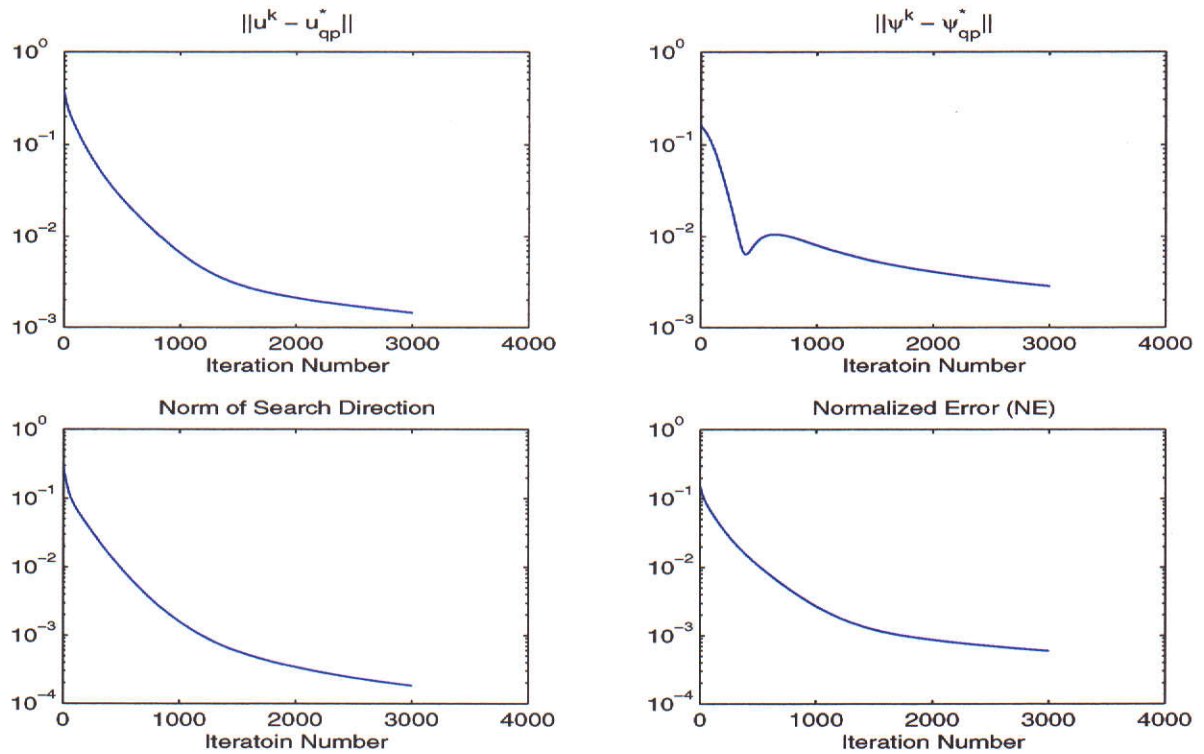 ||u^k − u*_qp||
10^0
10^−1
10^−2
10^−3
0 1000 2000 3000 4000
Iteration Number
||ψ^k − ψ*_qp||
10^0
10^−1
10^−2
10^−3
0 1000 2000 3000 4000
Iteratoin Number
Norm of Search Direction
10^0
10^−1
10^−2
10^−3
10^−4
0 1000 2000 3000 4000
Iteratoin Number
Normalized Error (NE)
10^0
10^−1
10^−2
10^−3
10^−4
0 1000 2000 3000 4000
Iteration Number